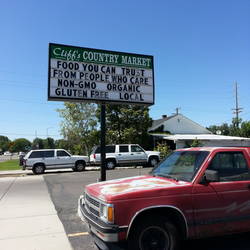 Cliff's COUNTRY MARKET
FOOD YOU CAN TRUST
FROM PEOPLE WHO CARE
NON-GMO ORGANIC
GLUTEN FREE LOCAL